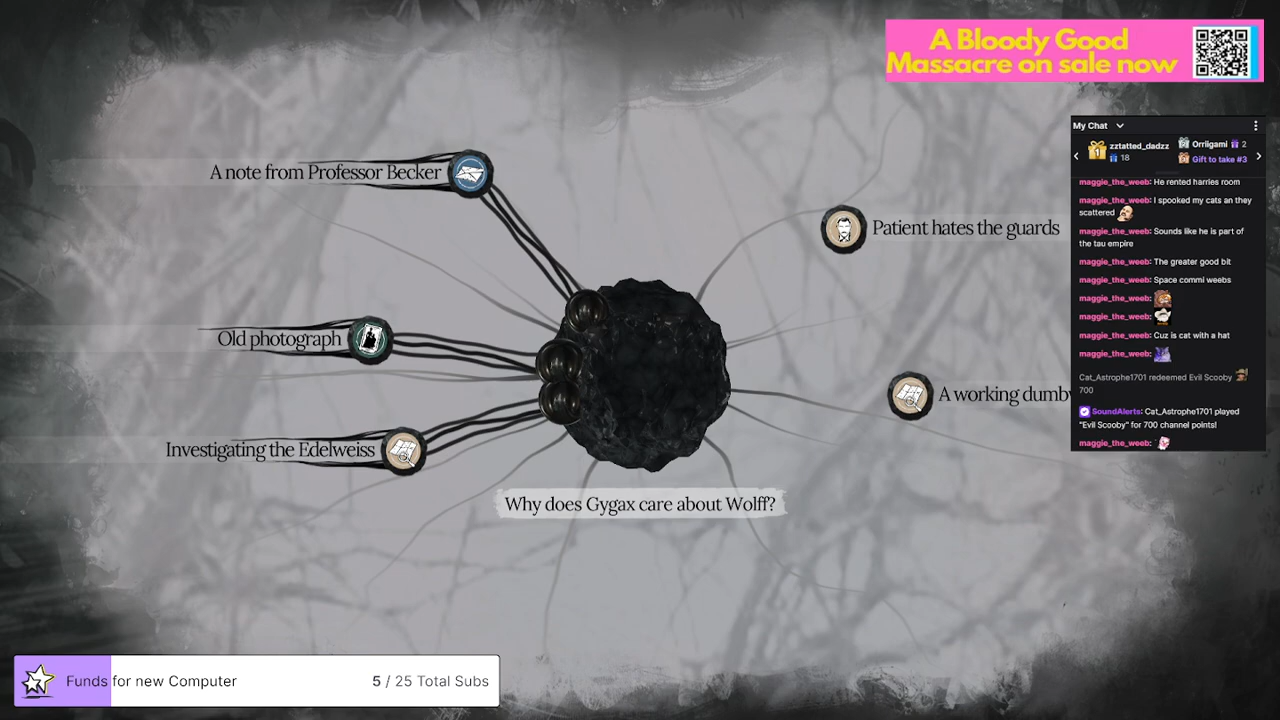 A Bloody Good
Massacre on sale now
My Chat
zztatted_dadzz
18
Orriigami 2
Gift to take #3
maggie_the_weeb: He rented harries room
maggie_the_weeb: I spooked my cats an they
scattered
maggie_the_weeb: Sounds like he is part of
the tau empire
maggie_the_weeb: The greater good bit
maggie_the_weeb: Space commi weebs
maggie_the_weeb:
maggie_the_weeb:
maggie_the_weeb: Cuz is cat with a hat
maggie_the_weeb:
Cat_Astrophe1701 redeemed Evil Scooby
700
SoundAlerts: Cat_Astrophe1701 played
"Evil Scooby" for 700 channel points!
maggie_the_weeb:
A note from Professor Becker
Patient hates the guards
Old photograph
A working dumbw
Investigating the Edelweiss
Why does Gygax care about Wolff?
Funds for new Computer
5 / 25 Total Subs